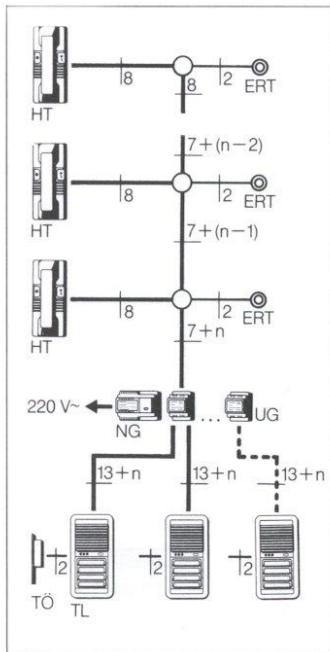 8
8
2
HT
ERT
7+(n−2)
8
2
HT
ERT
7+(n−1)
8
2
HT
ERT
7+n
220 V~
NG
...
UG
13+n
13+n
13+n
2
2
2
TÖ
TL